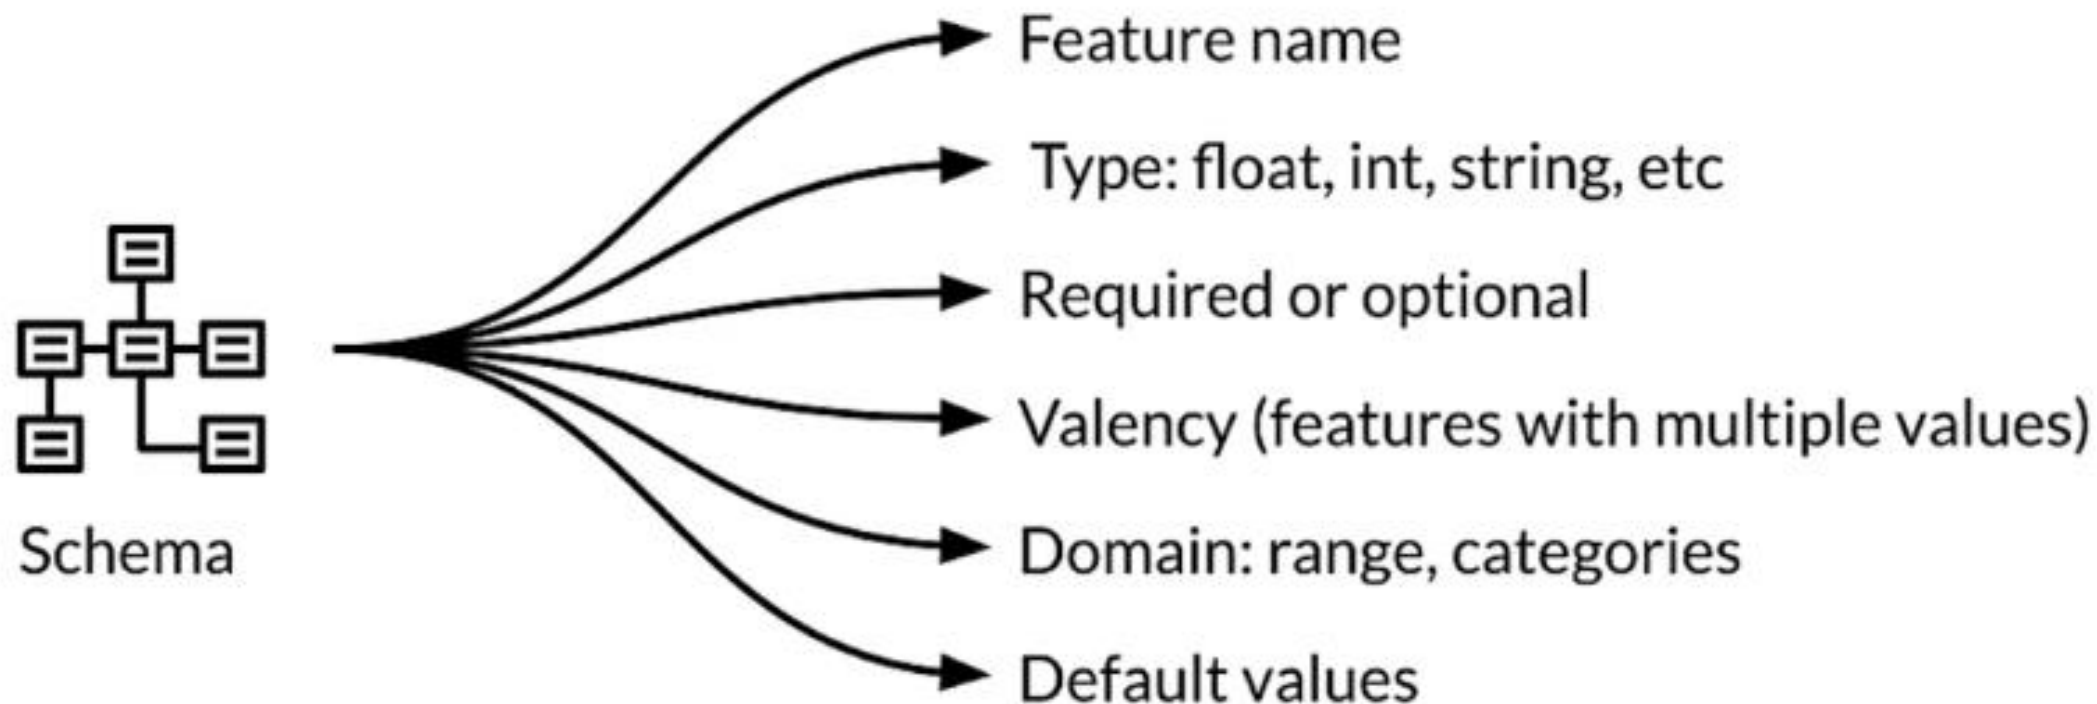 Feature name
Type: float, int, string, etc
Required or optional
Valency (features with multiple values)
Domain: range, categories
Default values
Schema